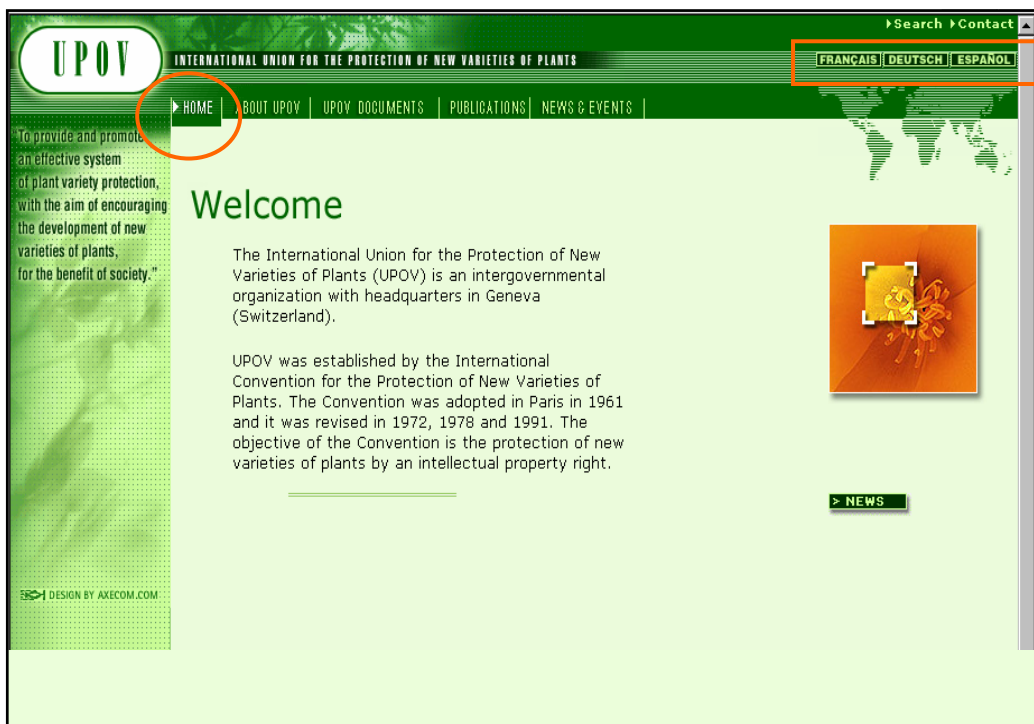 Search Contact
UPOV
INTERNATIONAL UNION FOR THE PROTECTION OF NEW VARIETIES OF PLANTS
FRANÇAIS DEUTSCH ESPAÑOL
HOME ABOUT UPOV UPOV DOCUMENTS PUBLICATIONS NEWS & EVENTS
"To provide and promote
an effective system
of plant variety protection,
with the aim of encouraging
the development of new
varieties of plants,
for the benefit of society."
Welcome
The International Union for the Protection of New
Varieties of Plants (UPOV) is an intergovernmental
organization with headquarters in Geneva
(Switzerland).
UPOV was established by the International
Convention for the Protection of New Varieties of
Plants. The Convention was adopted in Paris in 1961
and it was revised in 1972, 1978 and 1991. The
objective of the Convention is the protection of new
varieties of plants by an intellectual property right.
> NEWS
DESIGN BY AXECOM.COM